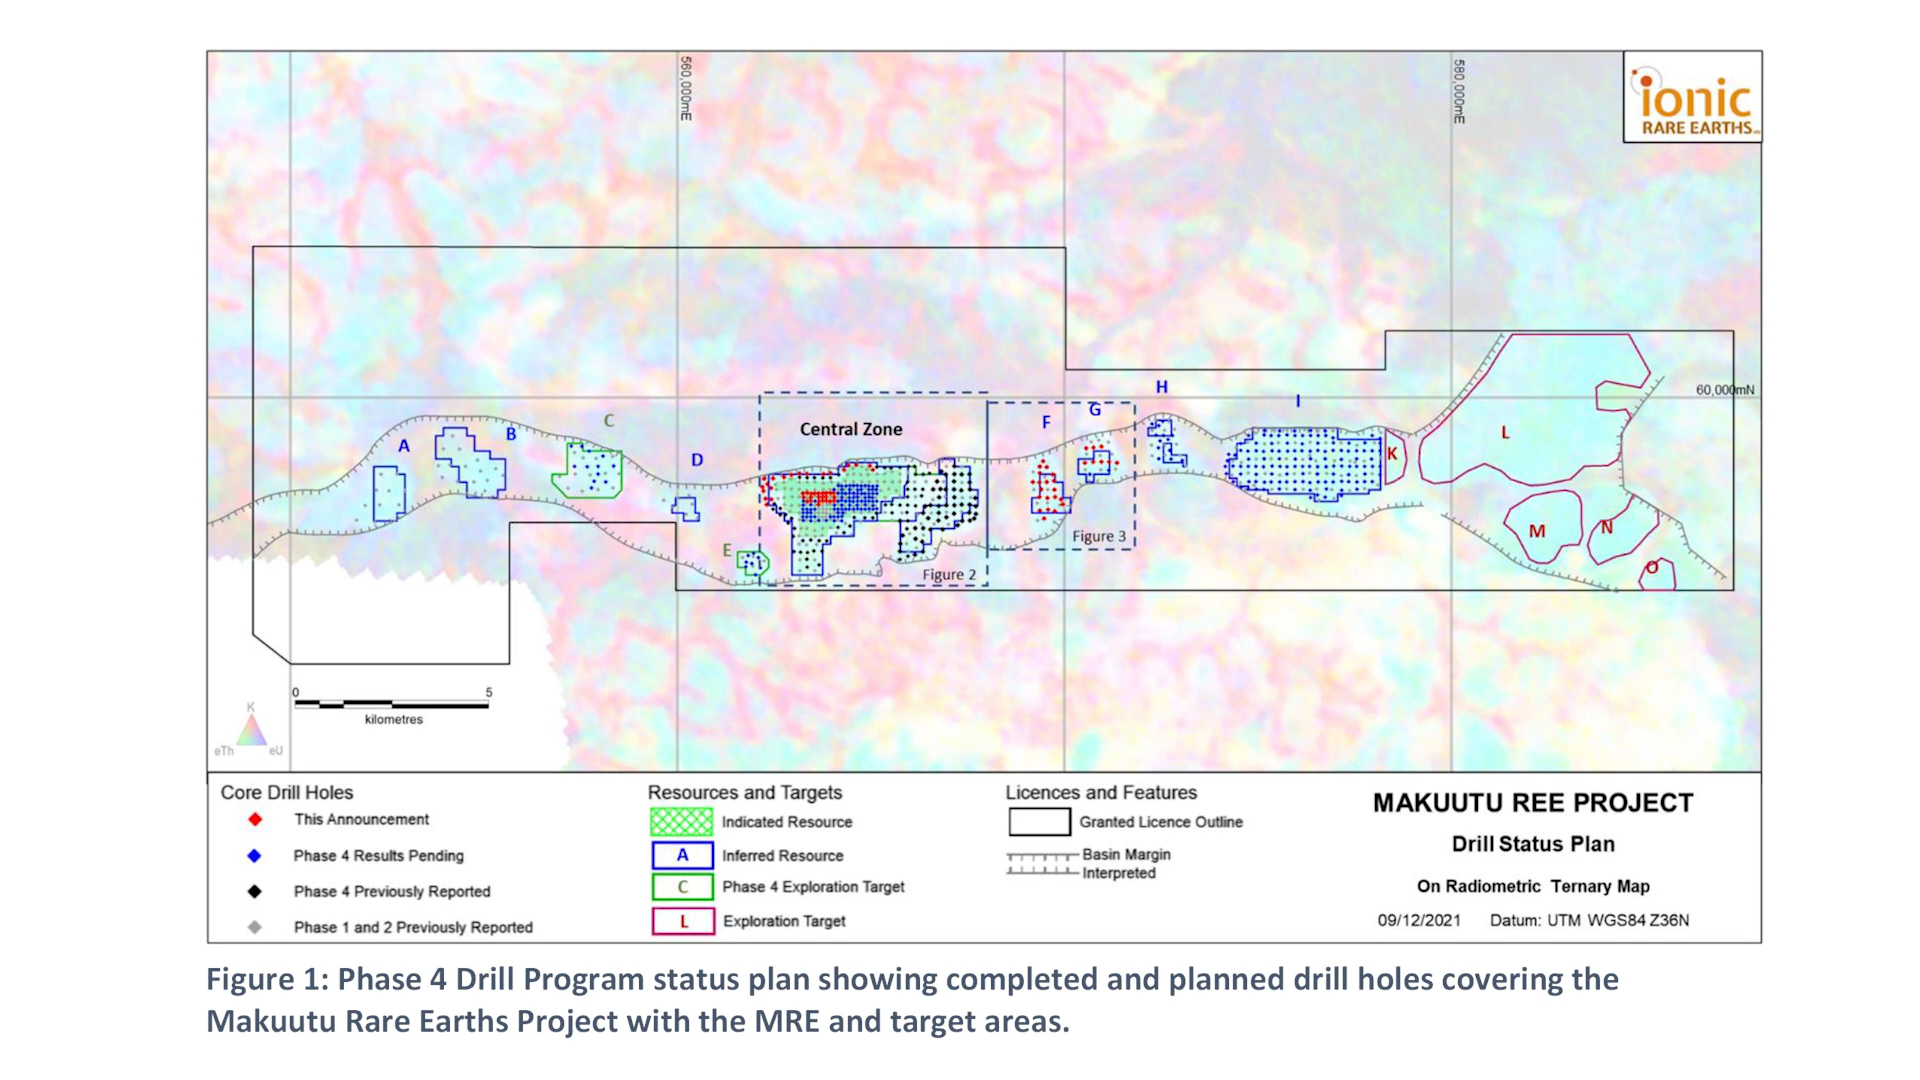 560,000mE
580,000mE
ionic
RARE EARTHS
60,000mN
A
B
C
D
E
Central Zone
Figure 2
F
G
Figure 3
H
I
K
L
M
N
O
0 5
kilometres
K
eTh eU
Core Drill Holes
This Announcement
Phase 4 Results Pending
Phase 4 Previously Reported
Phase 1 and 2 Previously Reported
Resources and Targets
Indicated Resource
A Inferred Resource
C Phase 4 Exploration Target
L Exploration Target
Licences and Features
Granted Licence Outline
Basin Margin
Interpreted
MAKUUTU REE PROJECT
Drill Status Plan
On Radiometric Ternary Map
09/12/2021 Datum: UTM WGS84 Z36N
Figure 1: Phase 4 Drill Program status plan showing completed and planned drill holes covering the
Makuutu Rare Earths Project with the MRE and target areas.